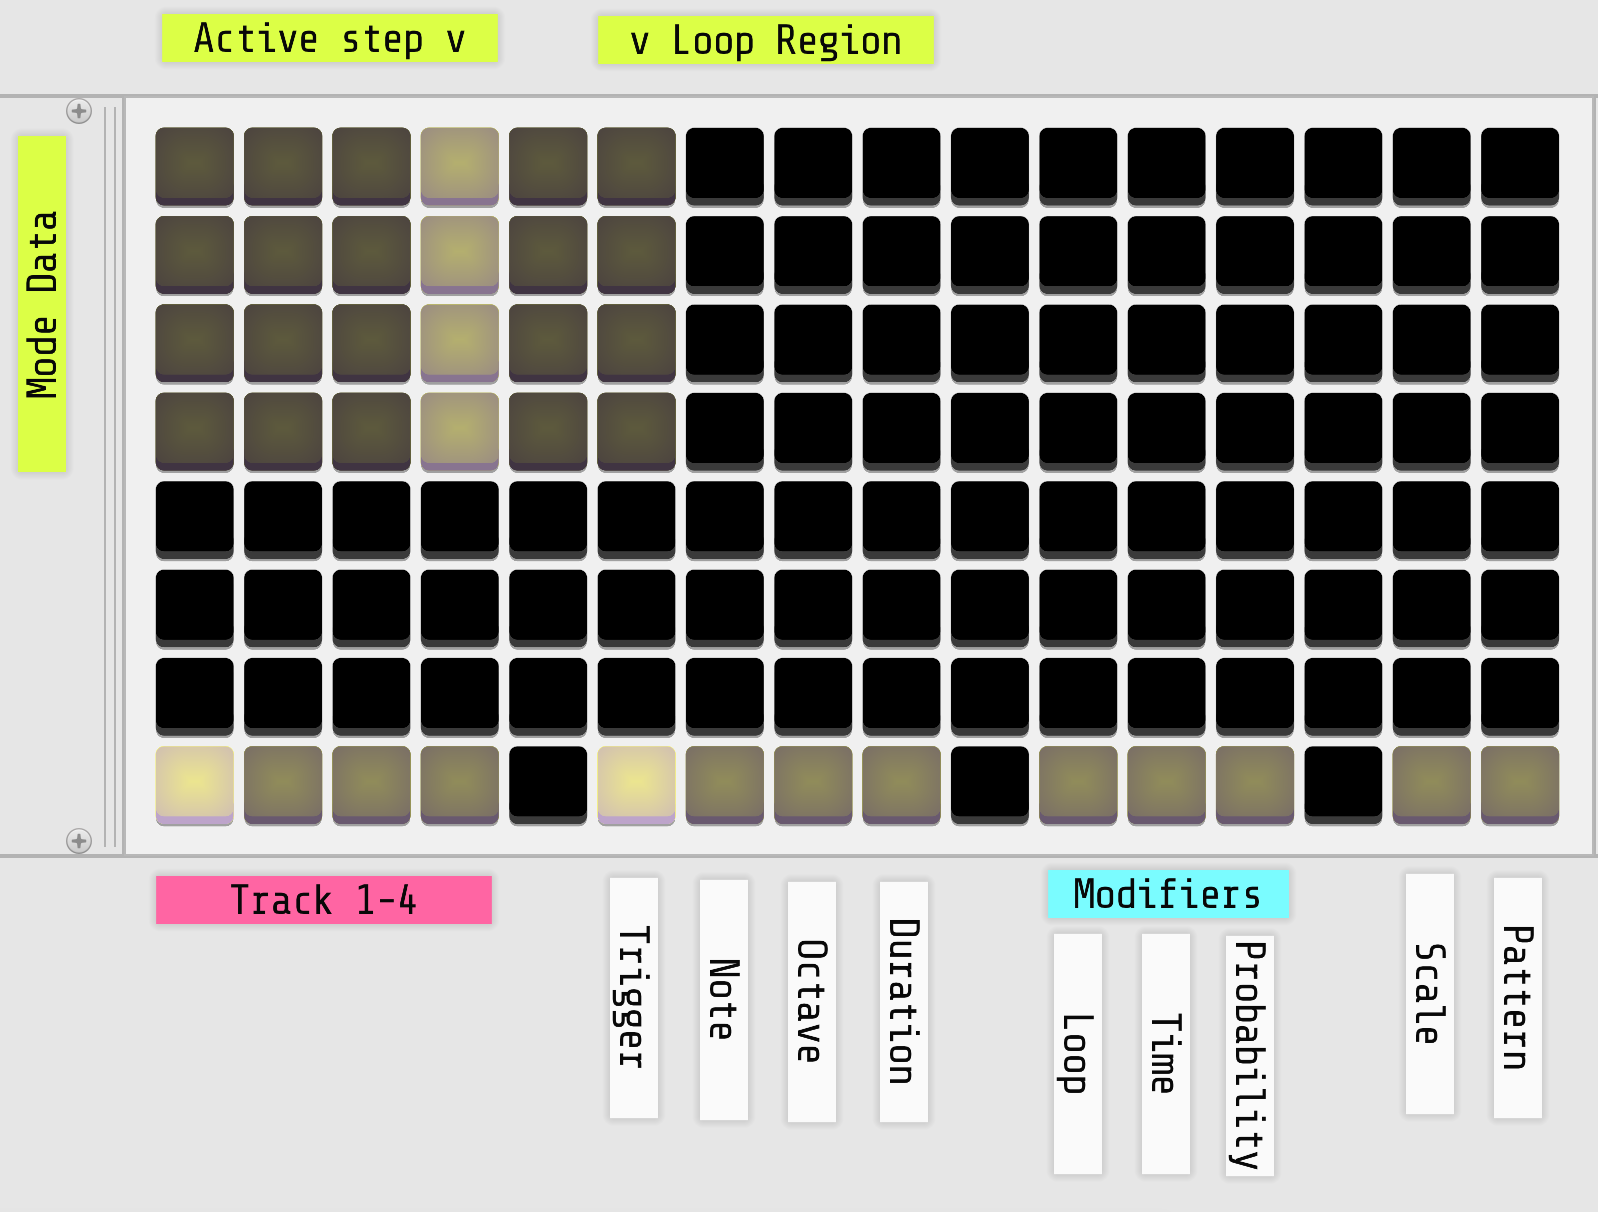 Active step v
v Loop Region
Mode Data
Track 1-4
Trigger
Note
Octave
Duration
Modifiers
Loop
Time
Probability
Scale
Pattern